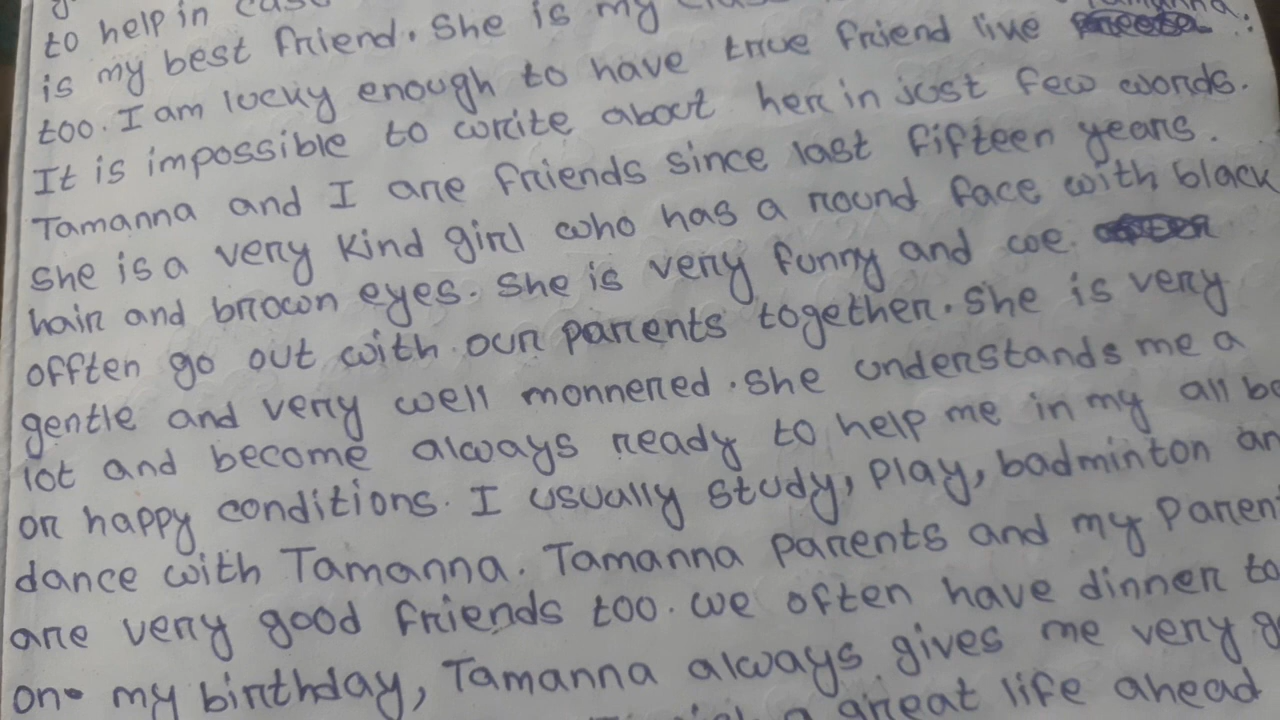 to help in case
is my best friend. She is my Tamanna.
too. I am lucky enough to have true friend live
It is impossible to write about her in just few words.
Tamanna and I are friends since last fifteen years.
She is a very kind girl who has a round face with black
hair and brown eyes. She is very funny and we
offten go out with our parents together. She is very
gentle and very well monnered. She understands me a
lot and become always ready to help me in my all ba
or happy conditions. I usually study, play, badminton an
dance with Tamanna. Tamanna parents and my Paren
are very good friends too. we often have dinner to
on my birthday, Tamanna always gives me very g
a great life ahead